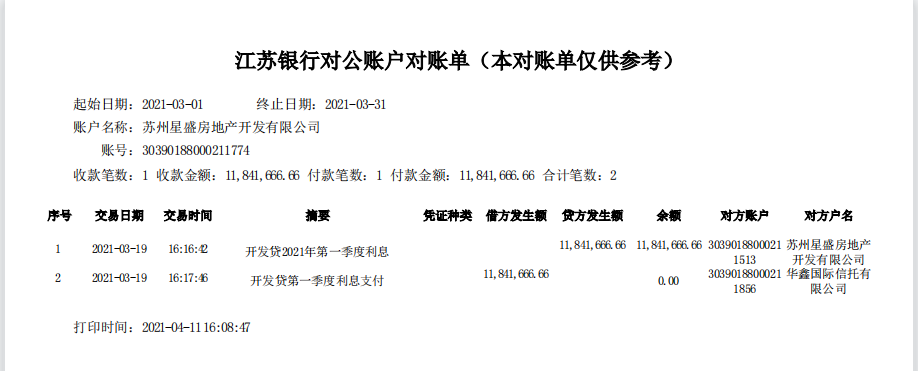 江苏银行对公账户对账单（本对账单仅供参考）
起始日期：2021-03-01 终止日期：2021-03-31
账户名称：苏州星盛房地产开发有限公司
账号：30390188000211774
收款笔数：1 收款金额：11,841,666.66 付款笔数：1 付款金额：11,841,666.66 合计笔数：2
序号 交易日期 交易时间 摘要 凭证种类 借方发生额 贷方发生额 余额 对方账户 对方户名
1 2021-03-19 16:16:42 开发贷2021年第一季度利息 11,841,666.66 11,841,666.66 3039018800021 苏州星盛房地产
1513 开发有限公司
2 2021-03-19 16:17:46 开发贷第一季度利息支付 11,841,666.66 0.00 3039018800021 华鑫国际信托有
1856 限公司
打印时间：2021-04-11 16:08:47